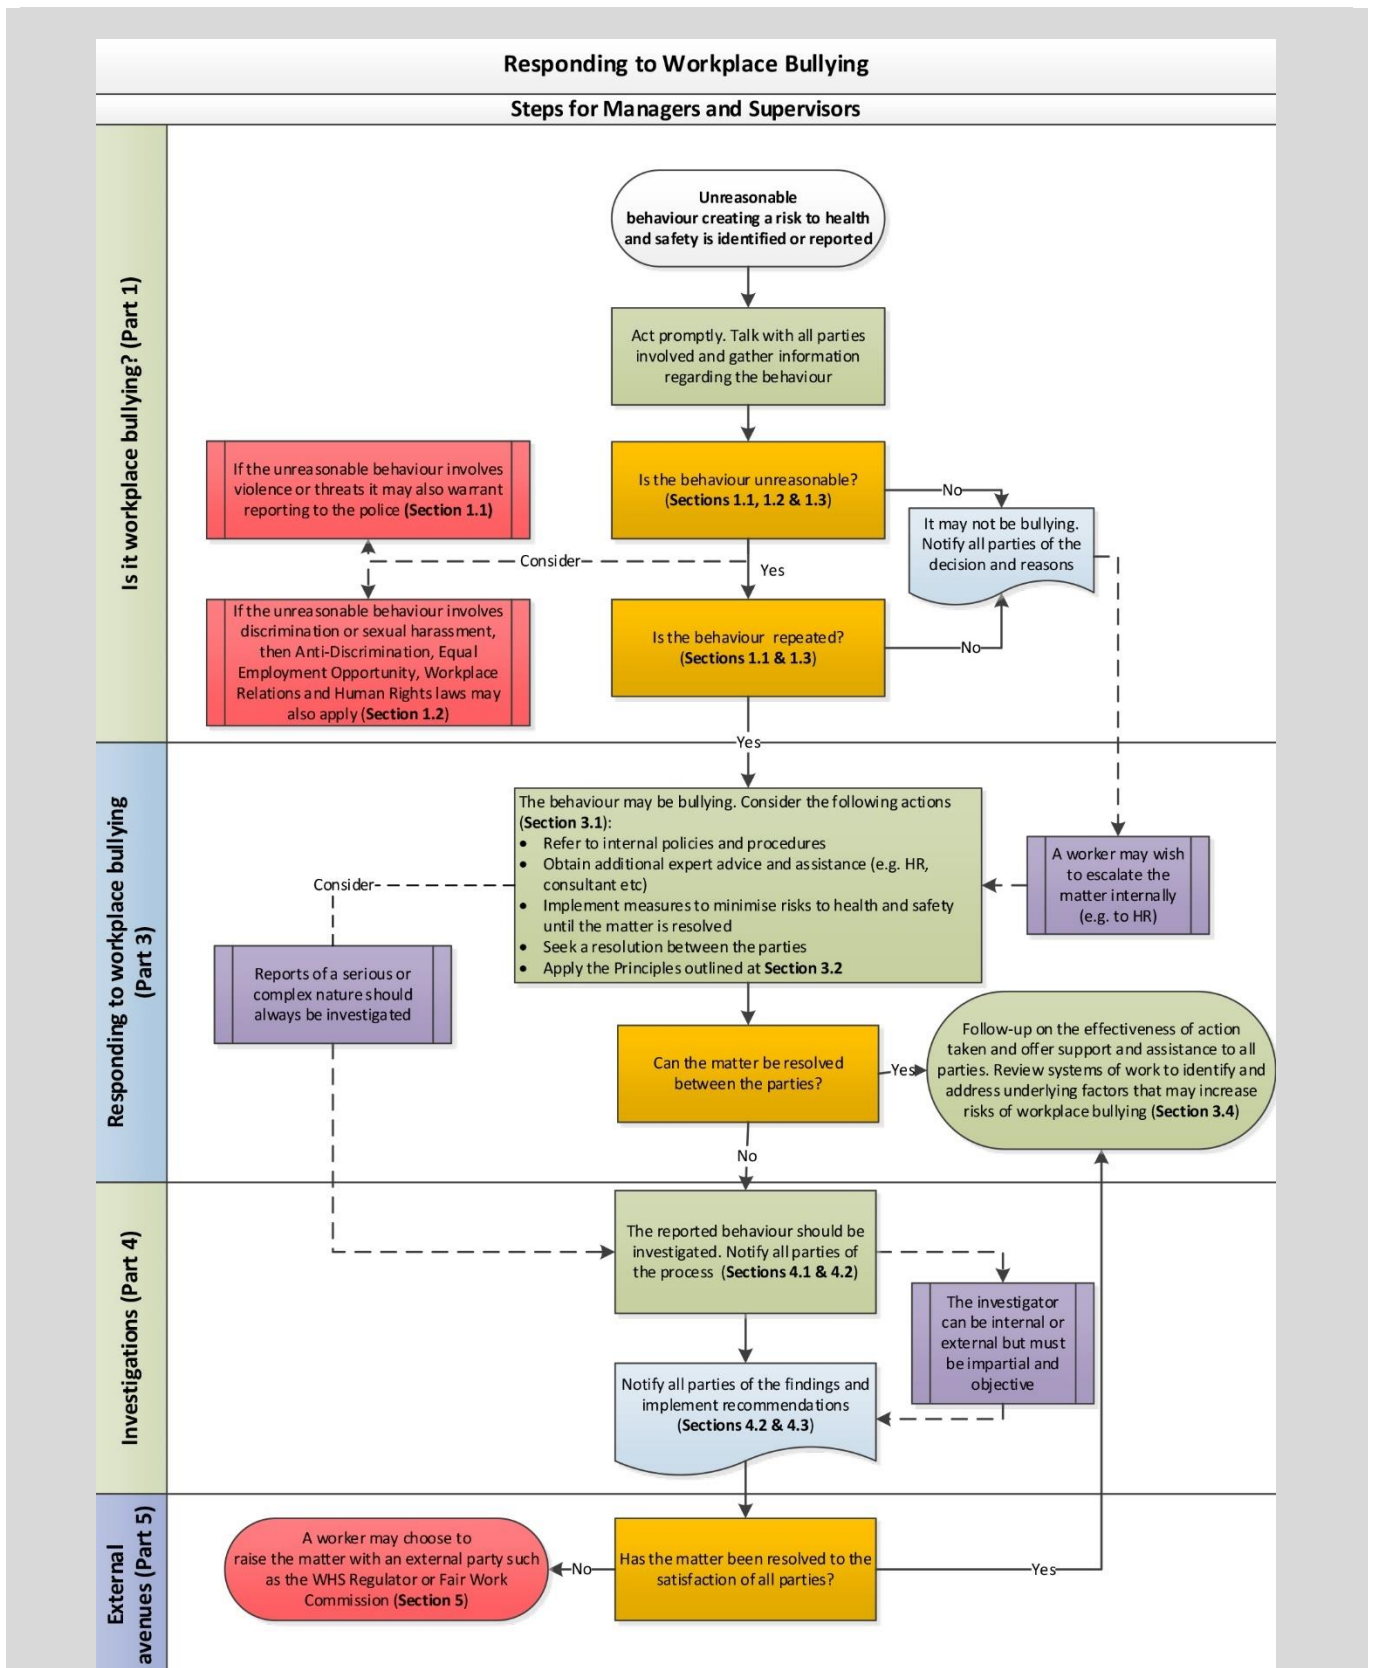 Responding to Workplace Bullying
Steps for Managers and Supervisors
Is it workplace bullying? (Part 1)
Unreasonable
behaviour creating a risk to health
and safety is identified or reported
Act promptly. Talk with all parties
involved and gather information
regarding the behaviour
If the unreasonable behaviour involves
violence or threats it may also warrant
reporting to the police (Section 1.1)
Is the behaviour unreasonable?
(Sections 1.1, 1.2 & 1.3)
No
It may not be bullying.
Notify all parties of the
decision and reasons
Consider
Yes
If the unreasonable behaviour involves
discrimination or sexual harassment,
then Anti-Discrimination, Equal
Employment Opportunity, Workplace
Relations and Human Rights laws may
also apply (Section 1.2)
Is the behaviour repeated?
(Sections 1.1 & 1.3)
No
Yes
Responding to workplace bullying
(Part 3)
The behaviour may be bullying. Consider the following actions
(Section 3.1):
• Refer to internal policies and procedures
• Obtain additional expert advice and assistance (e.g. HR,
consultant etc)
• Implement measures to minimise risks to health and safety
until the matter is resolved
• Seek a resolution between the parties
• Apply the Principles outlined at Section 3.2
A worker may wish
to escalate the
matter internally
(e.g. to HR)
Consider
Reports of a serious or
complex nature should
always be investigated
Can the matter be resolved
between the parties?
Yes
Follow-up on the effectiveness of action
taken and offer support and assistance to all
parties. Review systems of work to identify and
address underlying factors that may increase
risks of workplace bullying (Section 3.4)
No
Investigations (Part 4)
The reported behaviour should be
investigated. Notify all parties of
the process (Sections 4.1 & 4.2)
The investigator
can be internal or
external but must
be impartial and
objective
Notify all parties of the findings and
implement recommendations
(Sections 4.2 & 4.3)
External
avenues (Part 5)
A worker may choose to
raise the matter with an external party such
as the WHS Regulator or Fair Work
Commission (Section 5)
No
Has the matter been resolved to the
satisfaction of all parties?
Yes